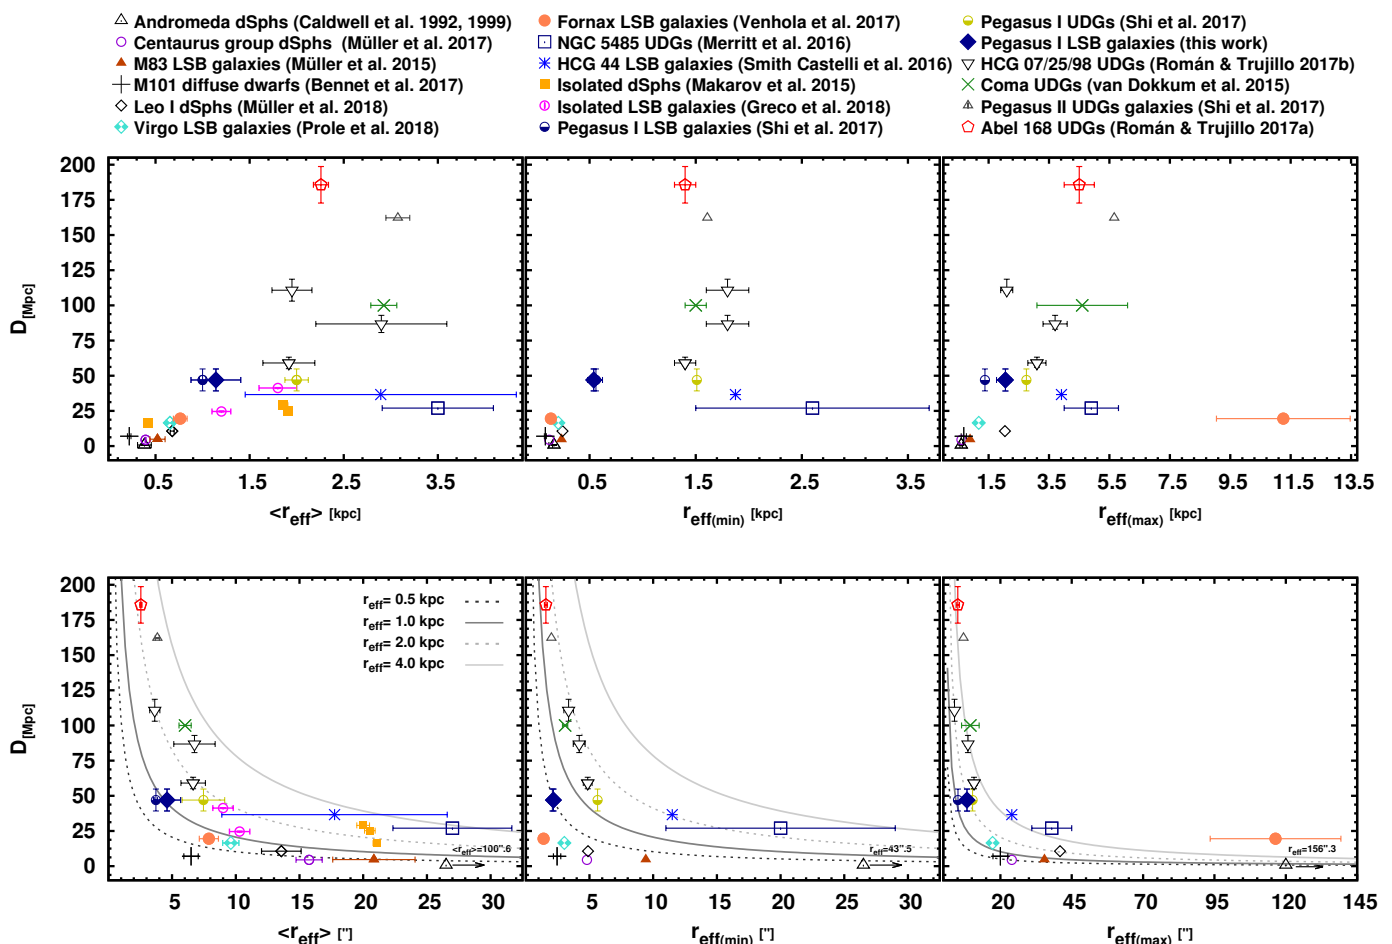 Andromeda dSphs (Caldwell et al. 1992, 1999)
Centaurus group dSphs (Müller et al. 2017)
M83 LSB galaxies (Müller et al. 2015)
M101 diffuse dwarfs (Bennet et al. 2017)
Leo I dSphs (Müller et al. 2018)
Virgo LSB galaxies (Prole et al. 2018)
Fornax LSB galaxies (Venhola et al. 2017)
NGC 5485 UDGs (Merritt et al. 2016)
HCG 44 LSB galaxies (Smith Castelli et al. 2016)
Isolated dSphs (Makarov et al. 2015)
Isolated LSB galaxies (Greco et al. 2018)
Pegasus I LSB galaxies (Shi et al. 2017)
Pegasus I UDGs (Shi et al. 2017)
Pegasus I LSB galaxies (this work)
HCG 07/25/98 UDGs (Román & Trujillo 2017b)
Coma UDGs (van Dokkum et al. 2015)
Pegasus II UDGs galaxies (Shi et al. 2017)
Abel 168 UDGs (Román & Trujillo 2017a)
200
175
150
125
100
75
50
25
0
D[Mpc]
0.5 1.5 2.5 3.5
<reff> [kpc]
0.5 1.5 2.5 3.5
reff(min) [kpc]
1.5 3.5 5.5 7.5 9.5 11.5 13.5
reff(max) [kpc]
200
175
150
125
100
75
50
25
0
D[Mpc]
reff= 0.5 kpc
reff= 1.0 kpc
reff= 2.0 kpc
reff= 4.0 kpc
<reff>=100".6
5 10 15 20 25 30
<reff> ["]
reff=43".5
5 10 15 20 25 30
reff(min) ["]
reff=156".3
20 45 70 95 120 145
reff(max) ["]